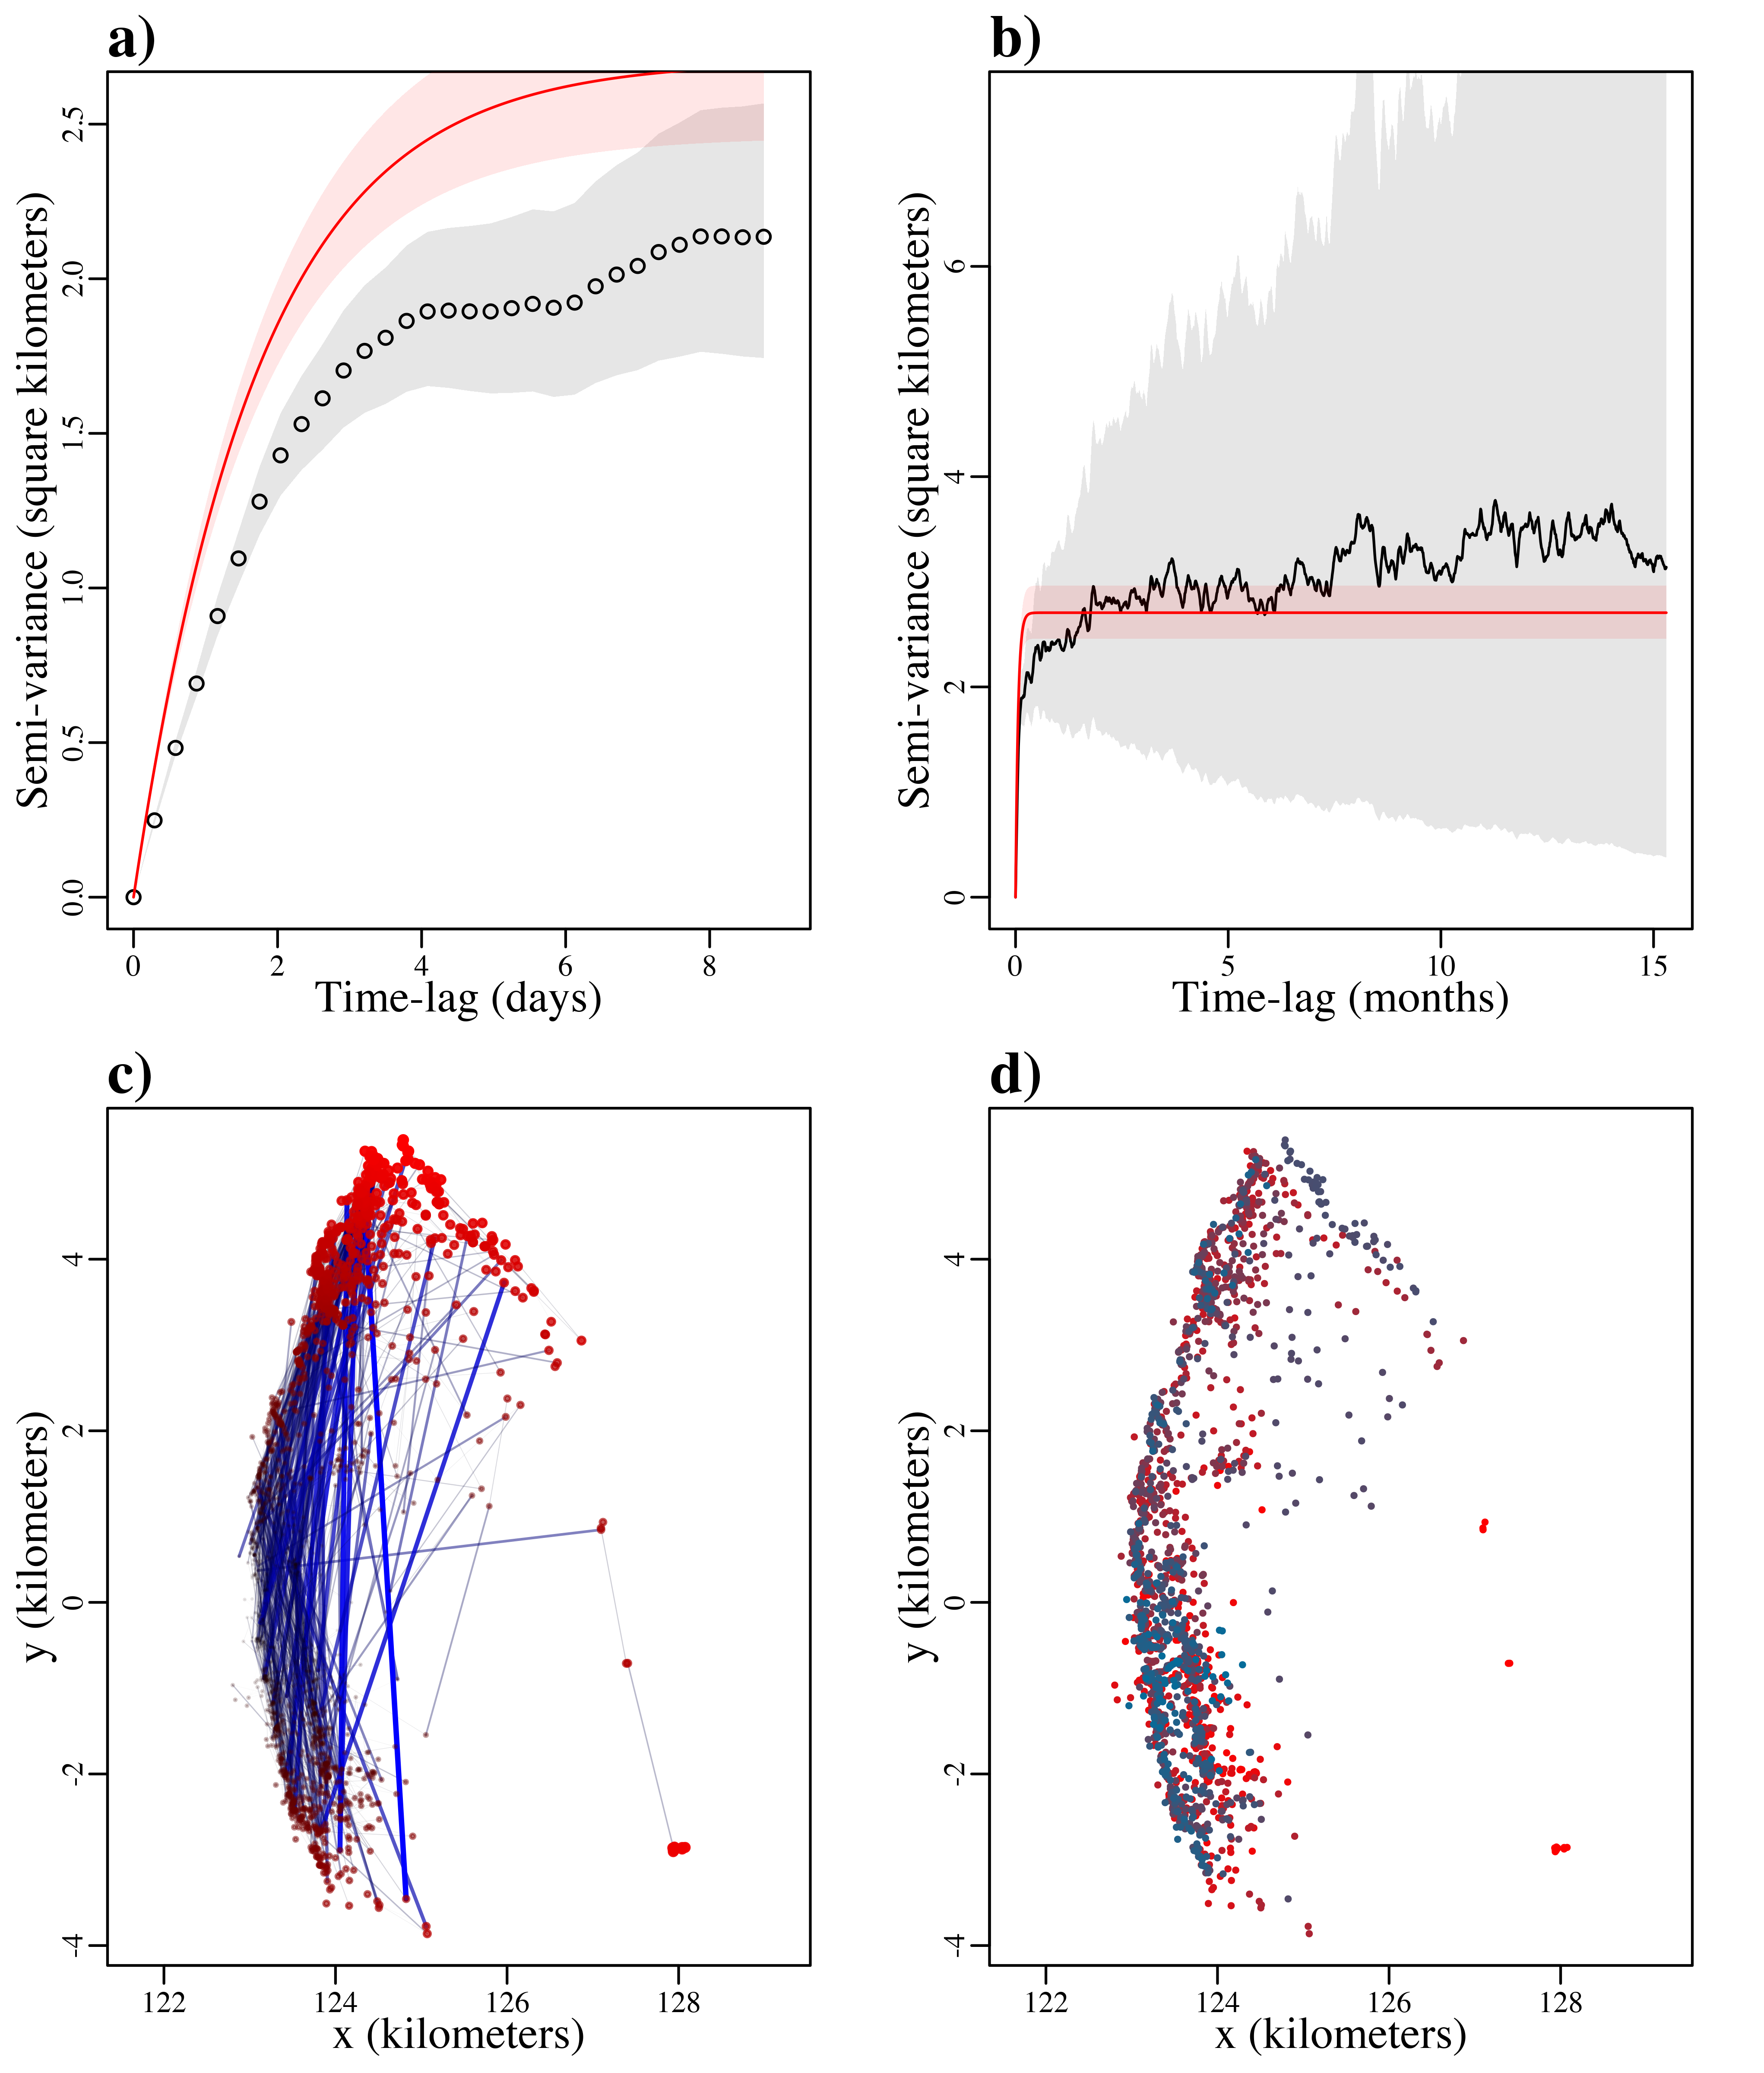 a)
Semi-variance (square kilometers)
0.0 0.5 1.0 1.5 2.0 2.5
0 2 4 6 8
Time-lag (days)
b)
Semi-variance (square kilometers)
0 2 4 6
0 5 10 15
Time-lag (months)
c)
y (kilometers)
-4 -2 0 2 4
122 124 126 128
x (kilometers)
d)
y (kilometers)
-4 -2 0 2 4
122 124 126 128
x (kilometers)